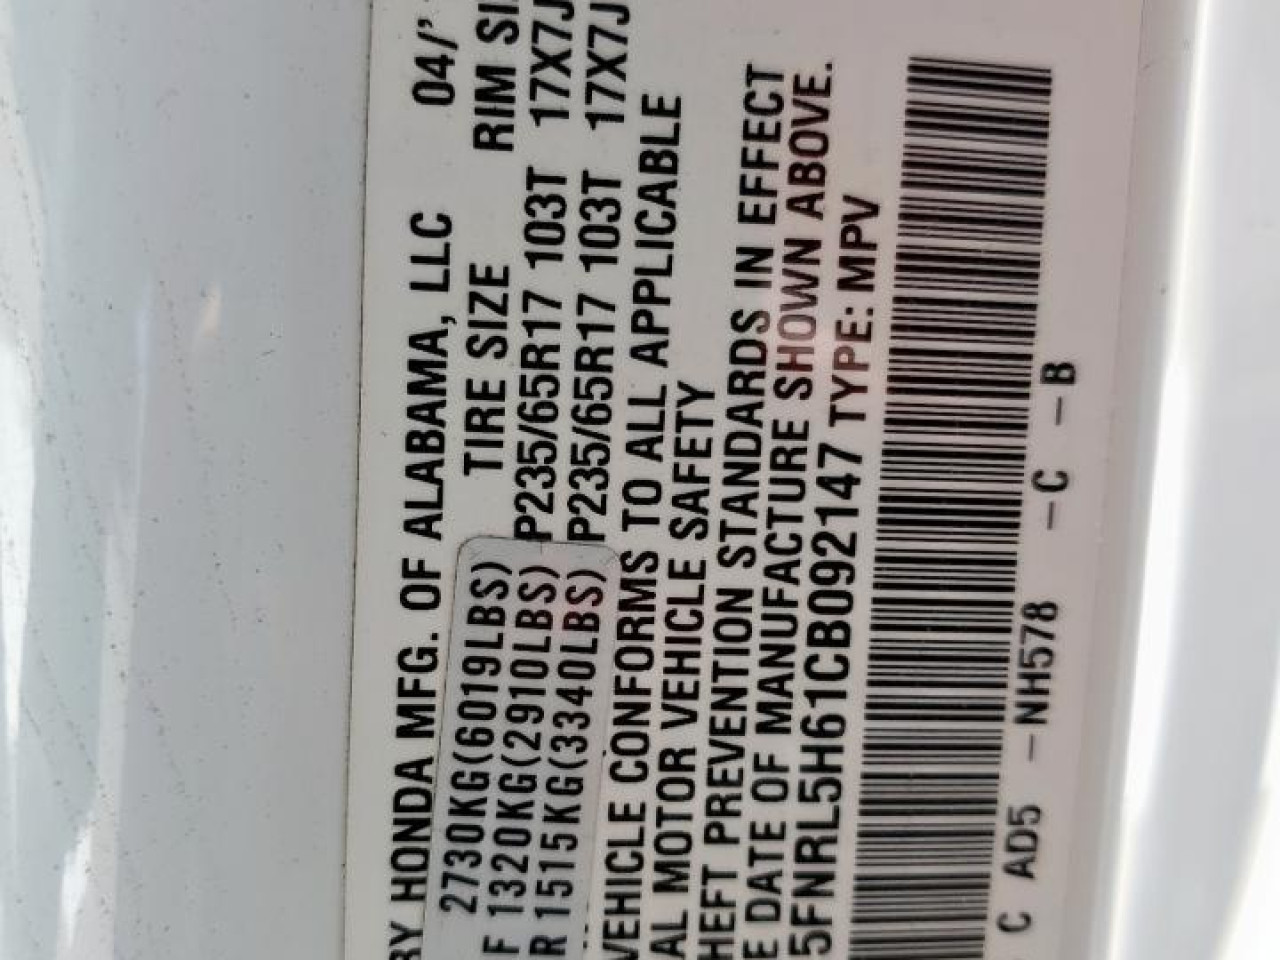 BY HONDA MFG. OF ALABAMA, LLC 04/'
TIRE SIZE RIM SI
2730KG(6019LBS)
F 1320KG(2910LBS) P235/65R17 103T 17X7J
R 1515KG(3340LBS) P235/65R17 103T 17X7J
VEHICLE CONFORMS TO ALL APPLICABLE
AL MOTOR VEHICLE SAFETY
HEFT PREVENTION STANDARDS IN EFFECT
E DATE OF MANUFACTURE SHOWN ABOVE.
5FNRL5H61CB092147 TYPE: MPV
C AD5 -NH578 -C -B